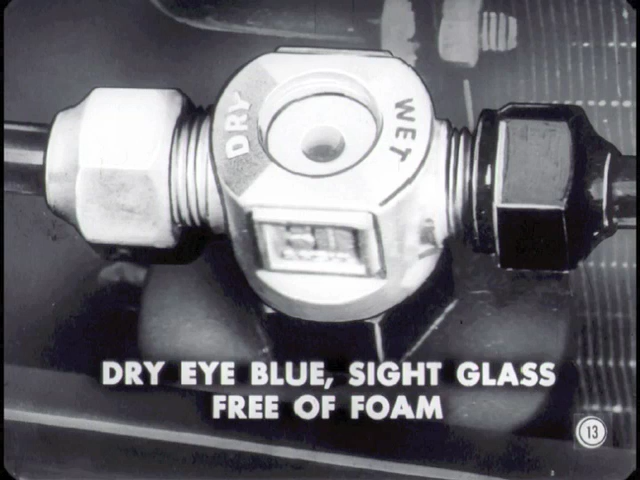 DRY
WET
DRY EYE BLUE, SIGHT GLASS
FREE OF FOAM
13